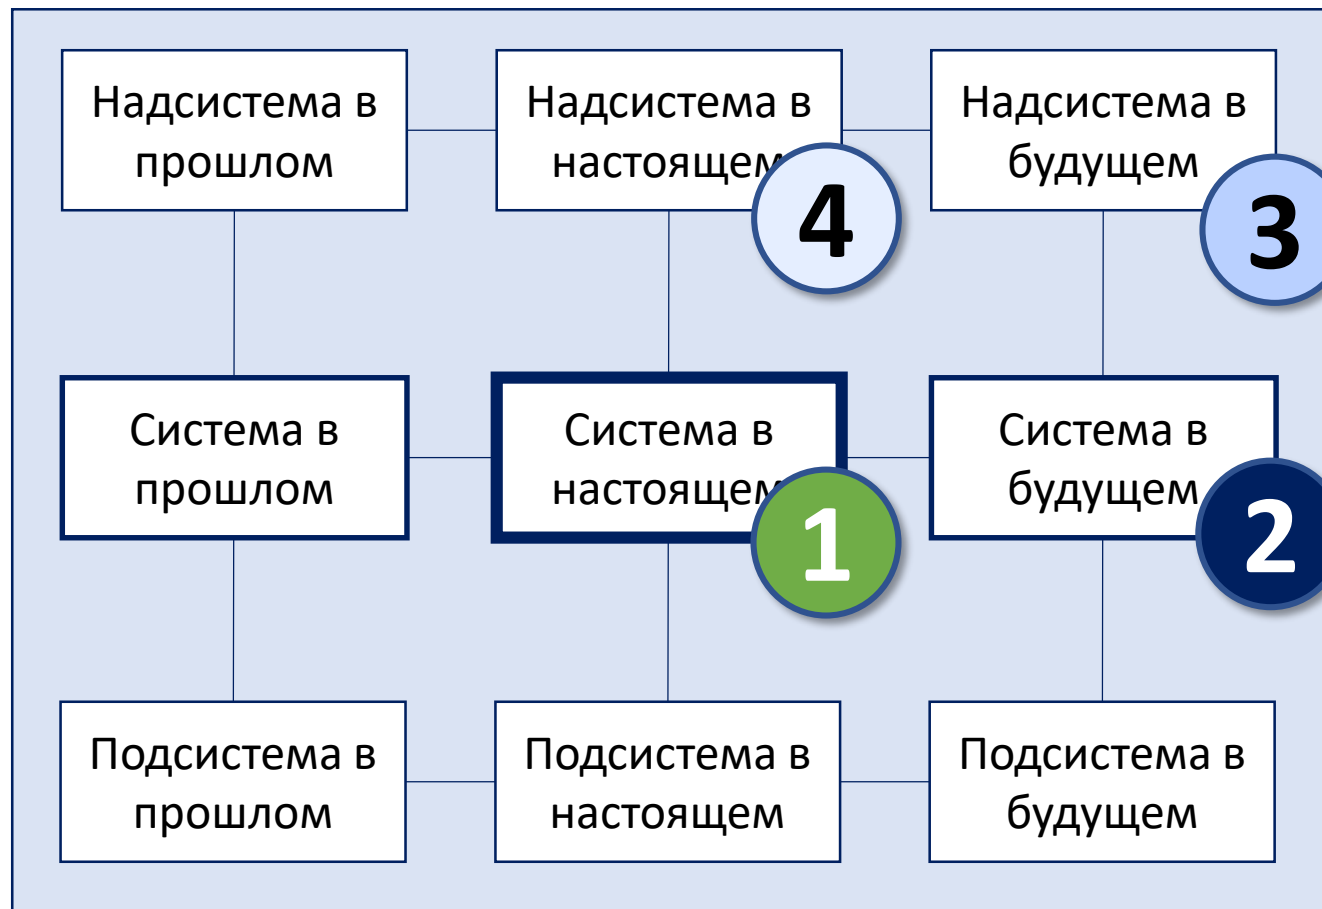 Надсистема в
прошлом
Надсистема в
настоящем
4
Надсистема в
будущем
3
Система в
прошлом
Система в
настоящем
1
Система в
будущем
2
Подсистема в
прошлом
Подсистема в
настоящем
Подсистема в
будущем